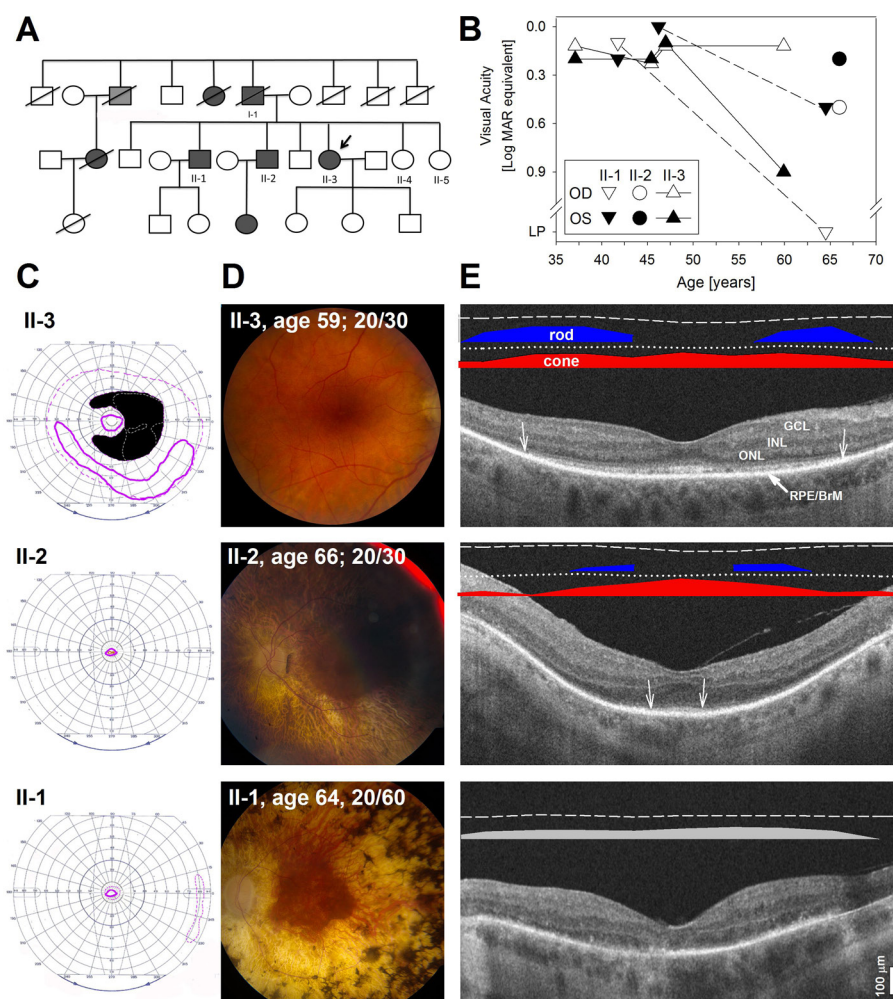 A
I-1
II-1
II-2
II-3
II-4
II-5
B
Visual Acuity
[Log MAR equivalent]
0.0
0.3
0.6
0.9
LP
II-1 II-2 II-3
OD
OS
35 40 45 50 55 60 65 70
Age [years]
C
D
E
II-3
II-3, age 59; 20/30
rod
cone
GCL
INL
ONL
RPE/BrM
II-2
II-2, age 66; 20/30
II-1
II-1, age 64, 20/60
100 µm